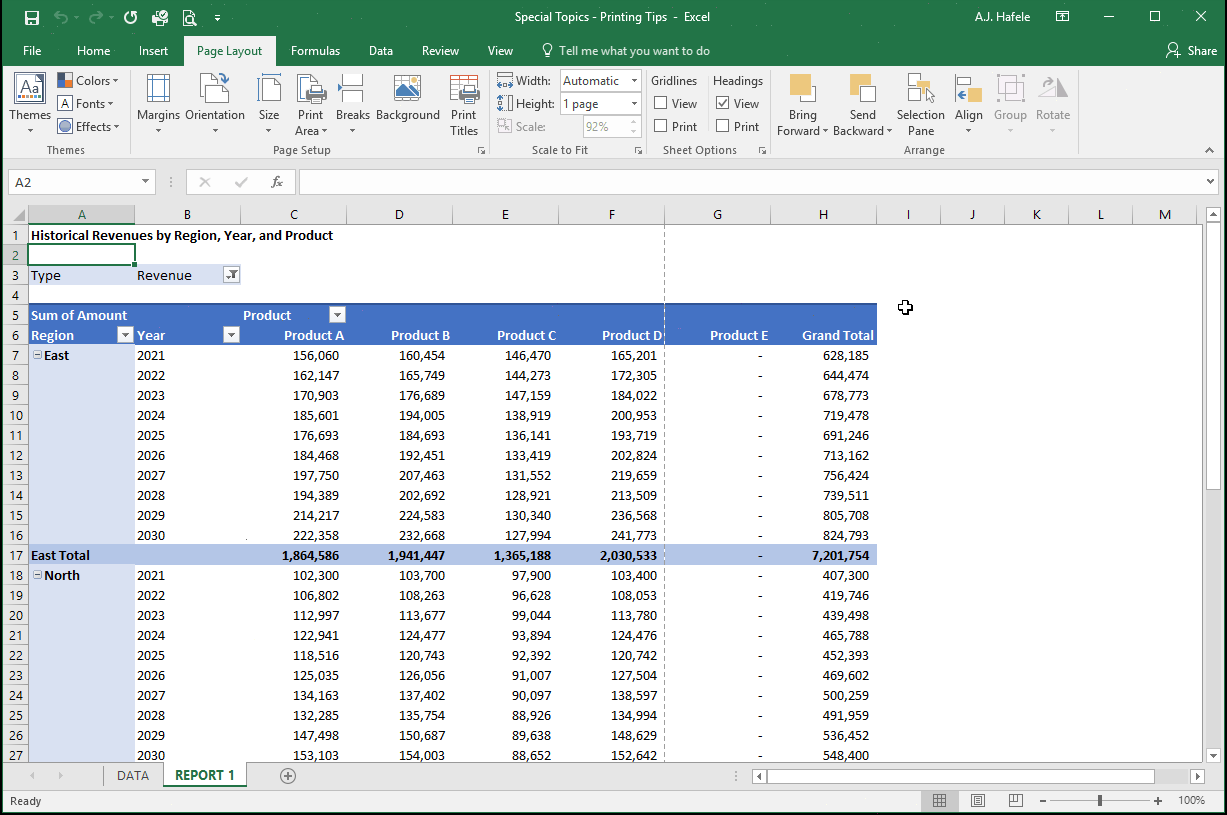 Special Topics - Printing Tips - Excel
A.J. Hafele
File Home Insert Page Layout Formulas Data Review View Tell me what you want to do Share
Themes
Colors
Fonts
Effects
Themes
Margins Orientation Size Print Area Breaks Background Print Titles
Page Setup
Width: Automatic
Height: 1 page
Scale: 92%
Scale to Fit
Gridlines Headings
View View
Print Print
Sheet Options
Bring Forward Send Backward Selection Pane Align Group Rotate
Arrange
A2 fx
A B C D E F G H I J K L M
1 Historical Revenues by Region, Year, and Product
2
3 Type Revenue
4
5 Sum of Amount Product
6 Region Year Product A Product B Product C Product D Product E Grand Total
7 East 2021 156,060 160,454 146,470 165,201 - 628,185
8 2022 162,147 165,749 144,273 172,305 - 644,474
9 2023 170,903 176,689 147,159 184,022 - 678,773
10 2024 185,601 194,005 138,919 200,953 - 719,478
11 2025 176,693 184,693 136,141 193,719 - 691,246
12 2026 184,468 192,451 133,419 202,824 - 713,162
13 2027 197,750 207,463 131,552 219,659 - 756,424
14 2028 194,389 202,692 128,921 213,509 - 739,511
15 2029 214,217 224,583 130,340 236,568 - 805,708
16 2030 222,358 232,668 127,994 241,773 - 824,793
17 East Total 1,864,586 1,941,447 1,365,188 2,030,533 - 7,201,754
18 North 2021 102,300 103,700 97,900 103,400 - 407,300
19 2022 106,802 108,263 96,628 108,053 - 419,746
20 2023 112,997 113,677 99,044 113,780 - 439,498
21 2024 122,941 124,477 93,894 124,476 - 465,788
22 2025 118,516 120,743 92,392 120,742 - 452,393
23 2026 125,035 126,056 91,007 127,504 - 469,602
24 2027 134,163 137,402 90,097 138,597 - 500,259
25 2028 132,285 135,754 88,926 134,994 - 491,959
26 2029 147,498 150,687 89,638 148,629 - 536,452
27 2030 153,103 154,003 88,652 152,642 - 548,400
DATA REPORT 1
Ready 100%